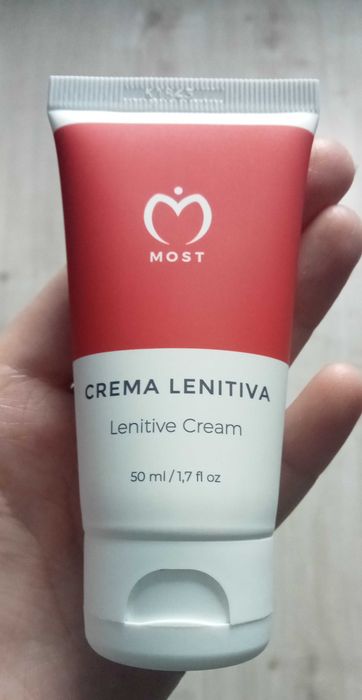 MOST
CREMA LENITIVA
Lenitive Cream
50 ml / 1,7 fl oz